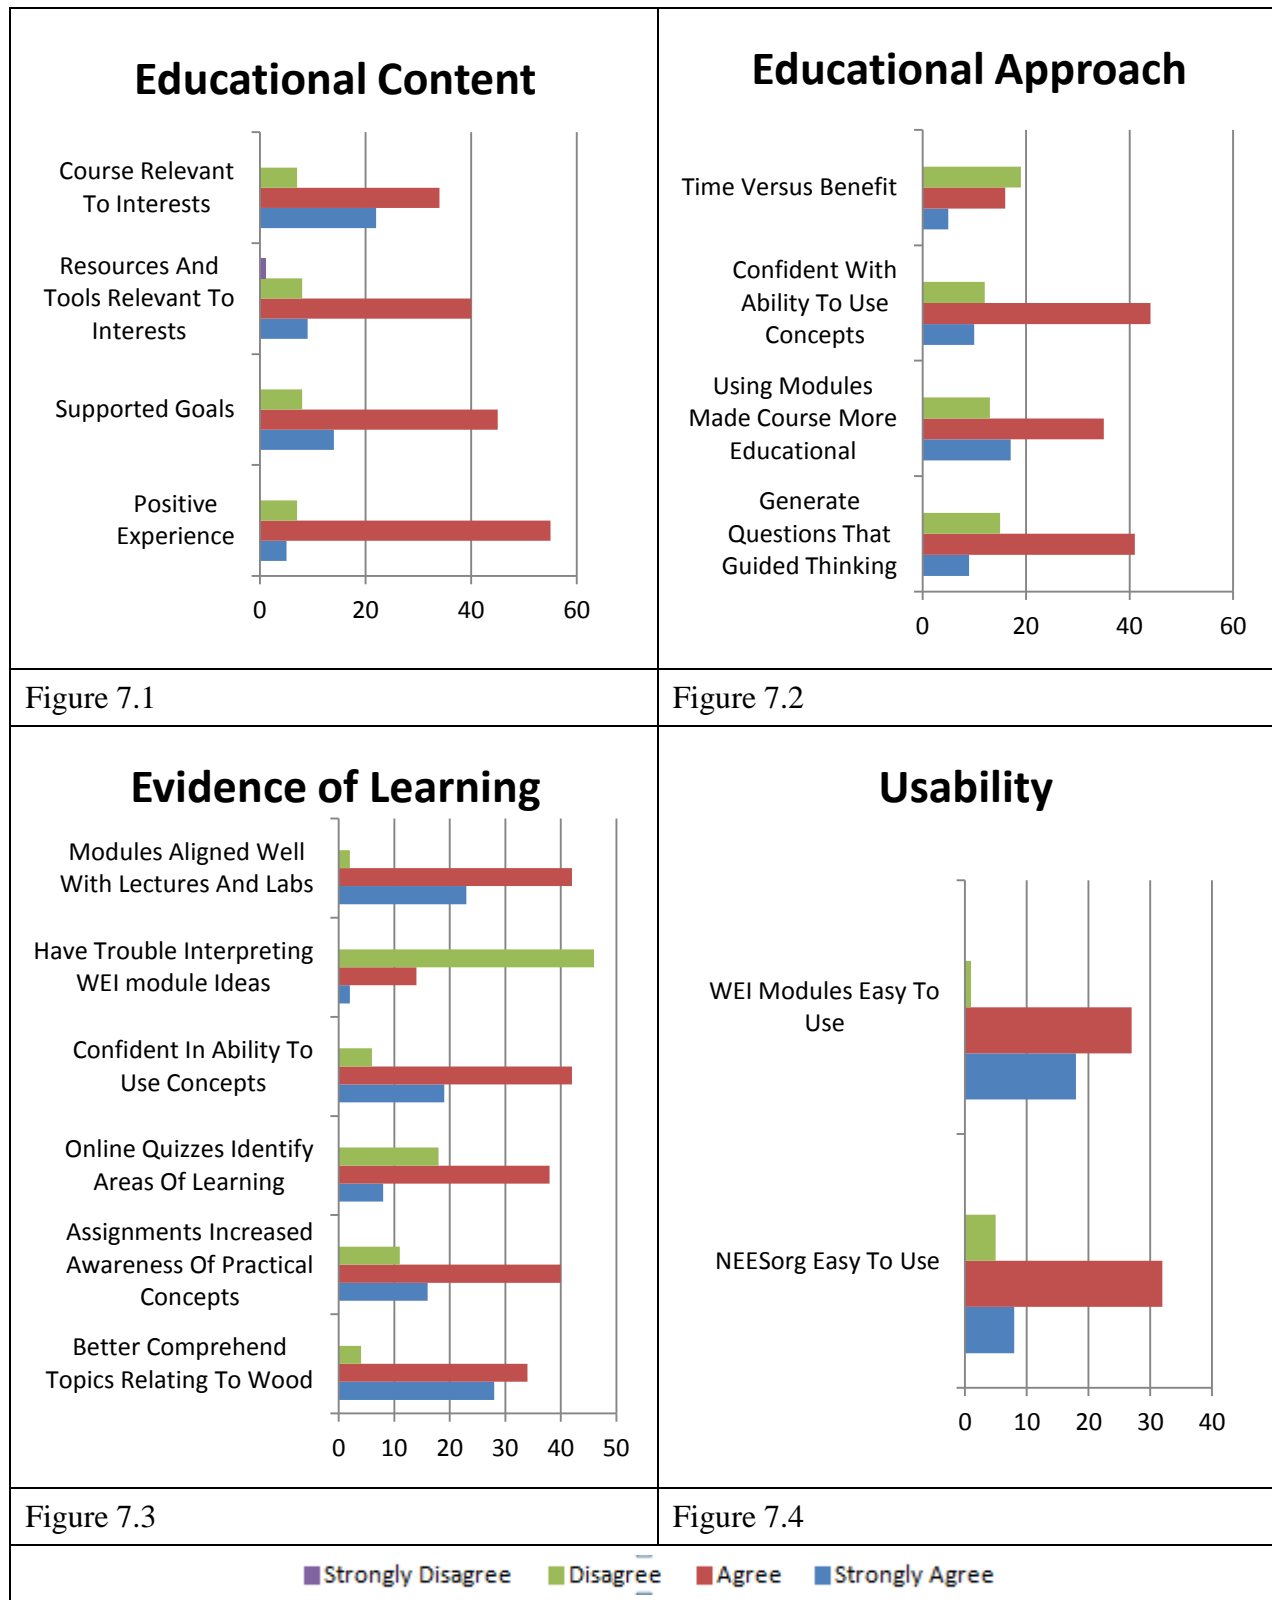 Educational Content
Course Relevant
To Interests
Resources And
Tools Relevant To
Interests
Supported Goals
Positive
Experience
0 20 40 60
Educational Approach
Time Versus Benefit
Confident With
Ability To Use
Concepts
Using Modules
Made Course More
Educational
Generate
Questions That
Guided Thinking
0 20 40 60
Figure 7.1
Figure 7.2
Evidence of Learning
Modules Aligned Well
With Lectures And Labs
Have Trouble Interpreting
WEI module Ideas
Confident In Ability To
Use Concepts
Online Quizzes Identify
Areas Of Learning
Assignments Increased
Awareness Of Practical
Concepts
Better Comprehend
Topics Relating To Wood
0 10 20 30 40 50
Usability
WEI Modules Easy To
Use
NEESorg Easy To Use
0 10 20 30 40
Figure 7.3
Figure 7.4
Strongly Disagree Disagree Agree Strongly Agree